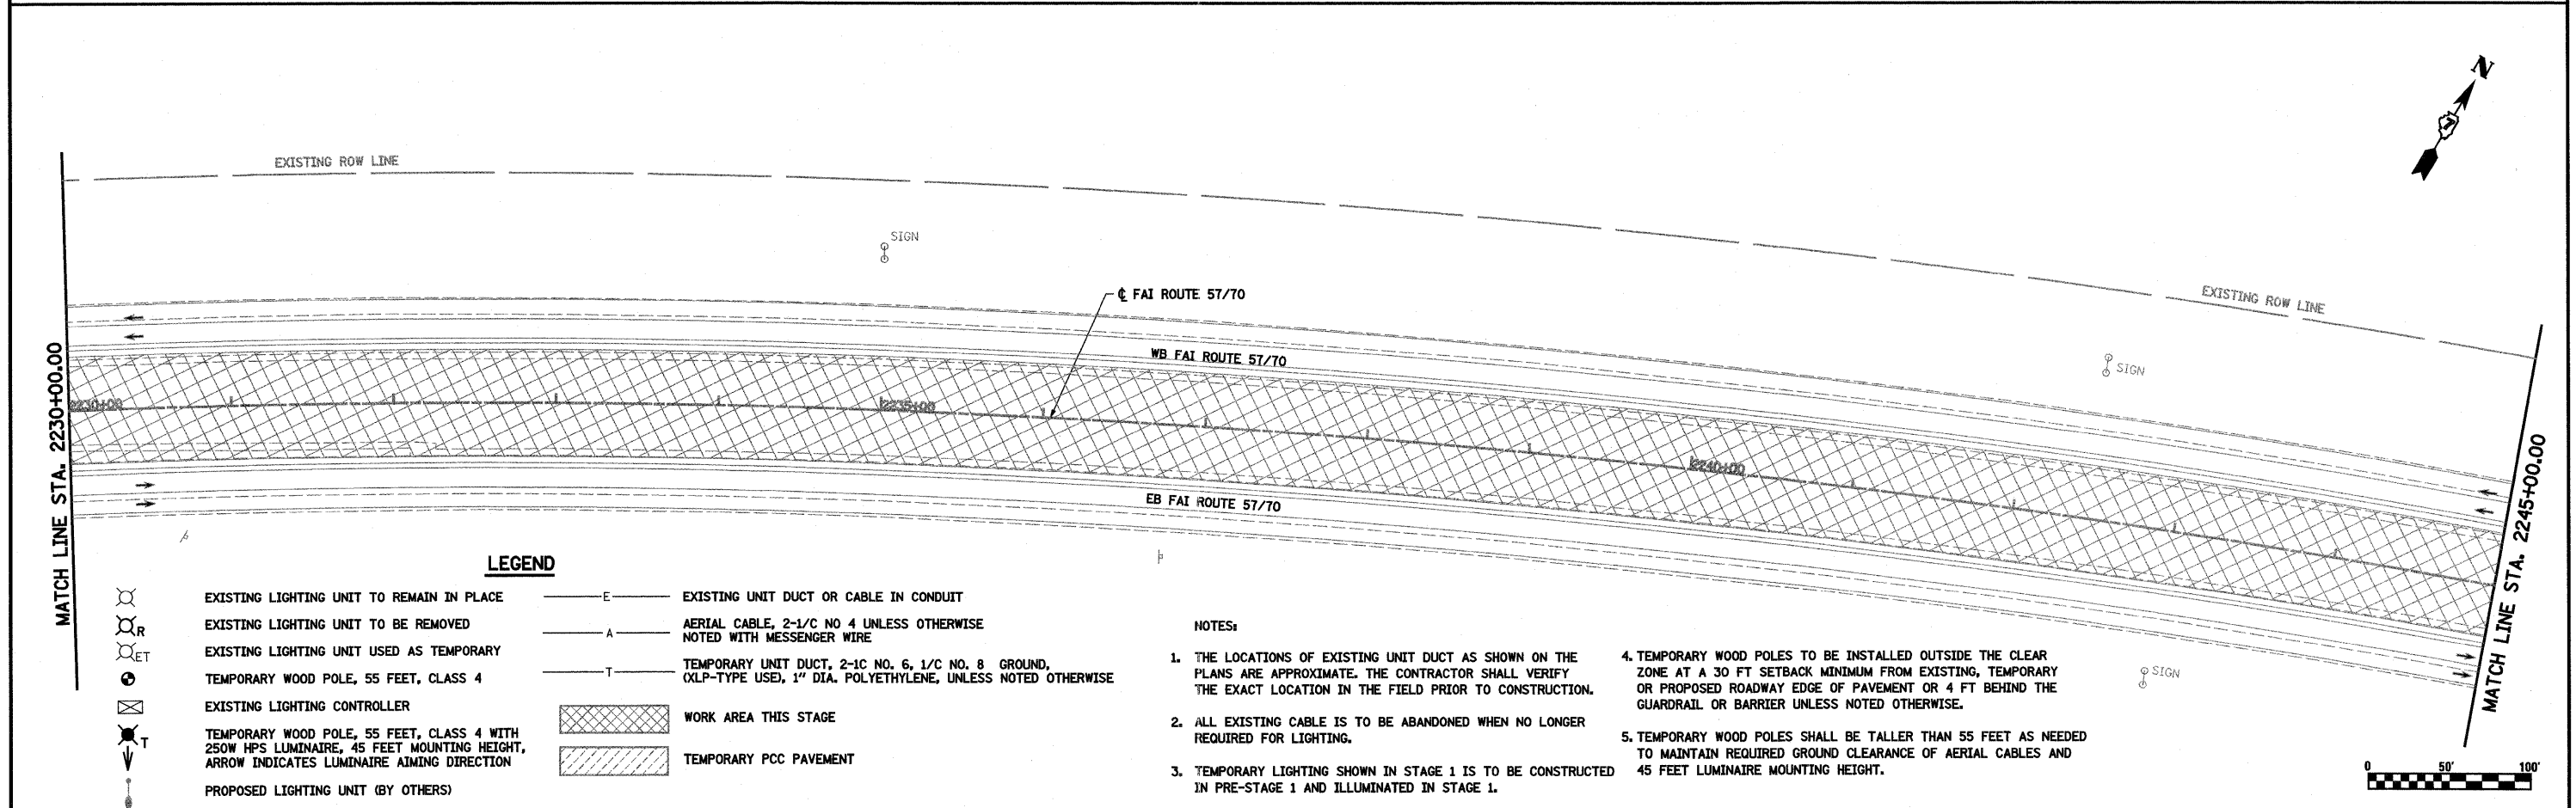 N
7
EXISTING ROW LINE
SIGN
℄ FAI ROUTE 57/70
EXISTING ROW LINE
WB FAI ROUTE 57/70
SIGN
MATCH LINE STA. 2230+00.00
2230+00
2235+00
2240+00
EB FAI ROUTE 57/70
MATCH LINE STA. 2245+00.00
SIGN
LEGEND
EXISTING LIGHTING UNIT TO REMAIN IN PLACE
R
EXISTING LIGHTING UNIT TO BE REMOVED
ET
EXISTING LIGHTING UNIT USED AS TEMPORARY
TEMPORARY WOOD POLE, 55 FEET, CLASS 4
EXISTING LIGHTING CONTROLLER
T
TEMPORARY WOOD POLE, 55 FEET, CLASS 4 WITH
250W HPS LUMINAIRE, 45 FEET MOUNTING HEIGHT,
ARROW INDICATES LUMINAIRE AIMING DIRECTION
PROPOSED LIGHTING UNIT (BY OTHERS)
E
EXISTING UNIT DUCT OR CABLE IN CONDUIT
A
AERIAL CABLE, 2-1/C NO 4 UNLESS OTHERWISE
NOTED WITH MESSENGER WIRE
T
TEMPORARY UNIT DUCT, 2-1C NO. 6, 1/C NO. 8 GROUND,
(XLP-TYPE USE), 1" DIA. POLYETHYLENE, UNLESS NOTED OTHERWISE
WORK AREA THIS STAGE
TEMPORARY PCC PAVEMENT
NOTES:
1. THE LOCATIONS OF EXISTING UNIT DUCT AS SHOWN ON THE
PLANS ARE APPROXIMATE. THE CONTRACTOR SHALL VERIFY
THE EXACT LOCATION IN THE FIELD PRIOR TO CONSTRUCTION.
2. ALL EXISTING CABLE IS TO BE ABANDONED WHEN NO LONGER
REQUIRED FOR LIGHTING.
3. TEMPORARY LIGHTING SHOWN IN STAGE 1 IS TO BE CONSTRUCTED
IN PRE-STAGE 1 AND ILLUMINATED IN STAGE 1.
4. TEMPORARY WOOD POLES TO BE INSTALLED OUTSIDE THE CLEAR
ZONE AT A 30 FT SETBACK MINIMUM FROM EXISTING, TEMPORARY
OR PROPOSED ROADWAY EDGE OF PAVEMENT OR 4 FT BEHIND THE
GUARDRAIL OR BARRIER UNLESS NOTED OTHERWISE.
5. TEMPORARY WOOD POLES SHALL BE TALLER THAN 55 FEET AS NEEDED
TO MAINTAIN REQUIRED GROUND CLEARANCE OF AERIAL CABLES AND
45 FEET LUMINAIRE MOUNTING HEIGHT.
0 50' 100'